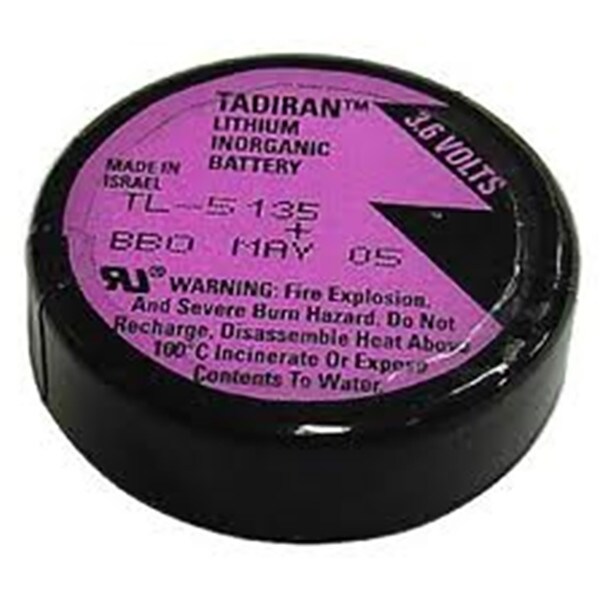 TADIRAN™
LITHIUM
INORGANIC
BATTERY
3.6 VOLTS
MADE IN
ISRAEL
TL-5135
+
BBO MAY 05
®
WARNING: Fire Explosion,
And Severe Burn Hazard. Do Not
Recharge, Disassemble Heat Above
100°C Incinerate Or Expose
Contents To Water.